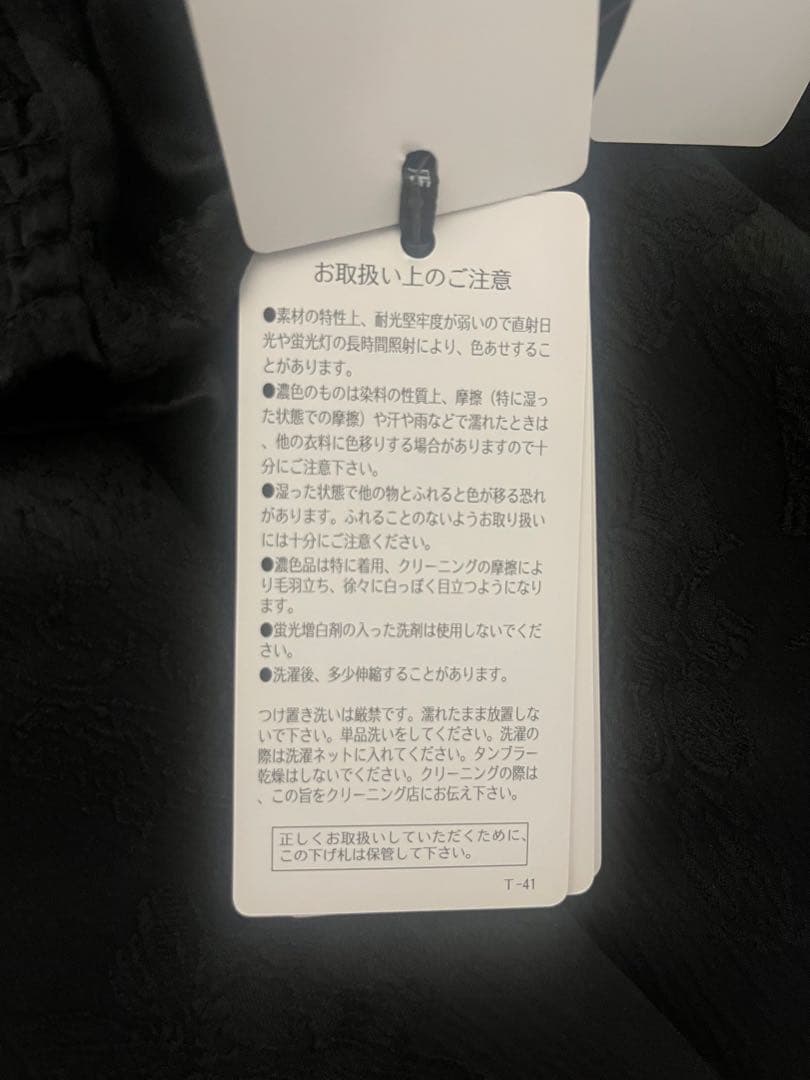 お取扱い上のご注意
●素材の特性上、耐光堅牢度が弱いので直射日
光や蛍光灯の長時間照射により、色あせするこ
とがあります。
●濃色のものは染料の性質上、摩擦（特に湿っ
た状態での摩擦）や汗や雨などで濡れたときは
、他の衣料に色移りする場合がありますので十
分にご注意下さい。
●湿った状態で他の物とふれると色が移る恐れ
があります。ふれることのないようお取り扱い
には十分にご注意ください。
●濃色品は特に着用、クリーニングの摩擦によ
り毛羽立ち、徐々に白っぽく目立つようになり
ます。
●蛍光増白剤の入った洗剤は使用しないでくだ
さい。
●洗濯後、多少伸縮することがあります。
つけ置き洗いは厳禁です。濡れたまま放置しな
いで下さい。単品洗いをしてください。洗濯の
際は洗濯ネットに入れてください。タンブラー
乾燥はしないでください。クリーニングの際は
、この旨をクリーニング店にお伝え下さい。
正しくお取扱いしていただくために、
この下げ札は保管して下さい。
T-41